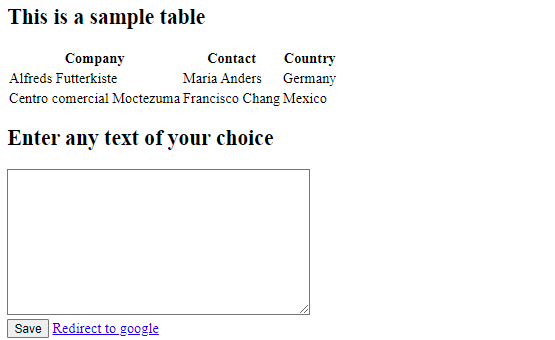 This is a sample table
Company Contact Country
Alfreds Futterkiste Maria Anders Germany
Centro comercial Moctezuma Francisco Chang Mexico
Enter any text of your choice
Save Redirect to google